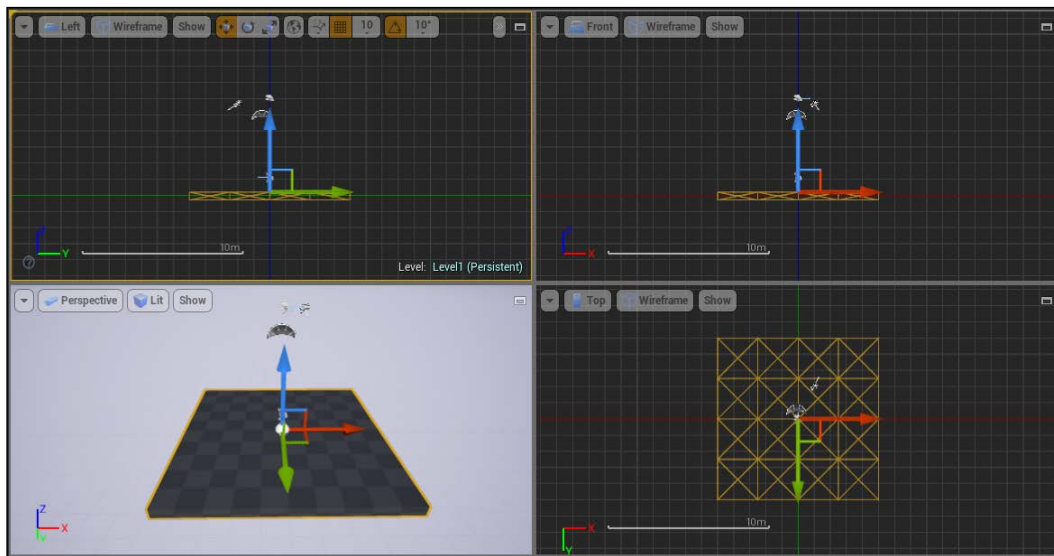 Left Wireframe Show 10 10°
Front Wireframe Show
Z
Y
10m
Level: Level1 (Persistent)
Z
X
10m
Perspective Lit Show
Top Wireframe Show
Z
X
Y
10m
X
Y